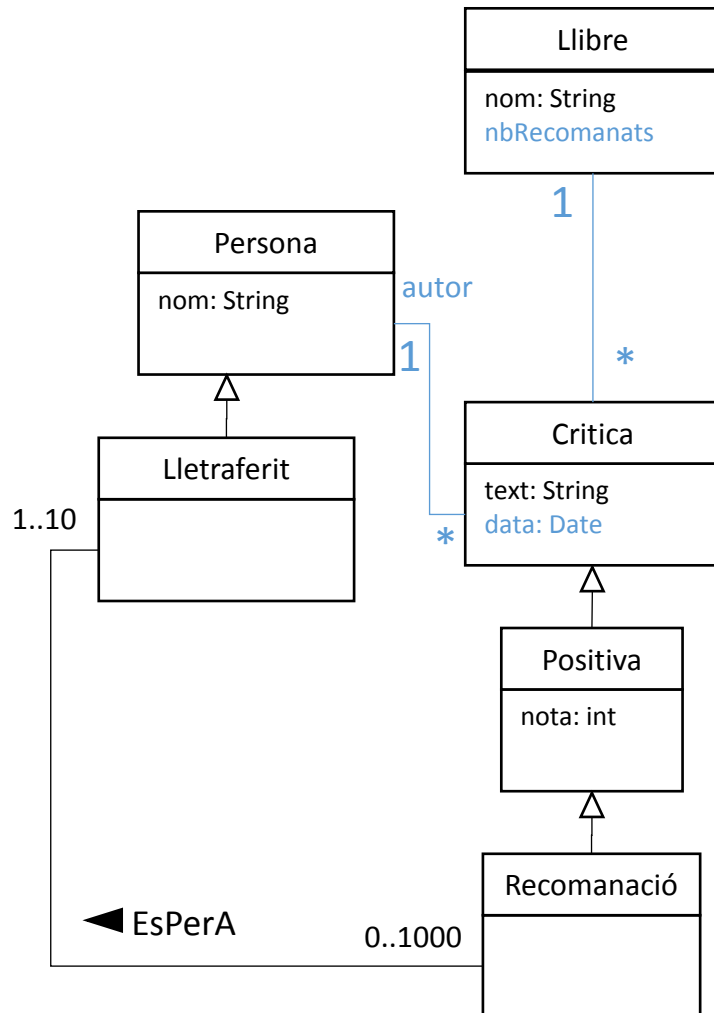 Llibre
nom: String
nbRecomanats
1
Persona
nom: String
autor
1
*
Critica
text: String
data: Date
*
Lletraferit
1..10
Positiva
nota: int
Recomanació
EsPerA
0..1000